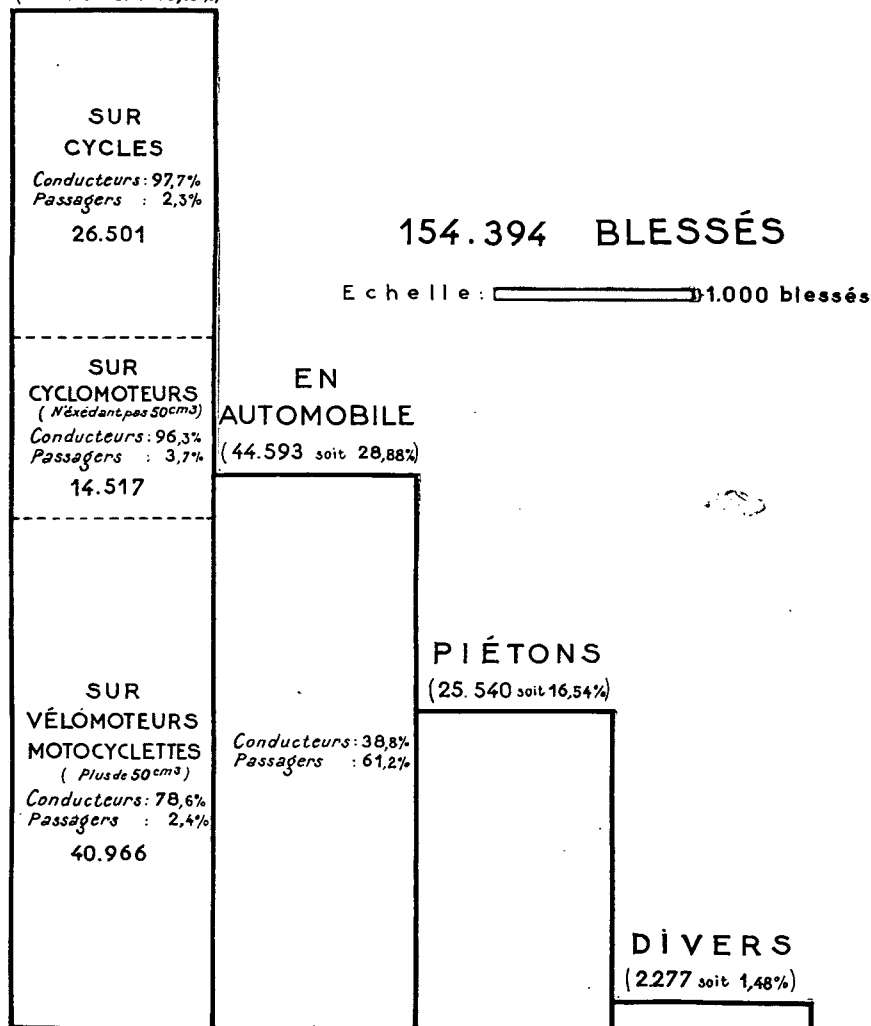 SUR
CYCLES
Conducteurs: 97,7%
Passagers : 2,3%
26.501
154.394 BLESSÉS
Echelle: 1.000 blessés
SUR
CYCLOMOTEURS
( N'éxédant pas 50cm3)
Conducteurs: 96,3%
Passagers : 3,7%
14.517
EN
AUTOMOBILE
(44.593 soit 28,88%)
SUR
VÉLOMOTEURS
MOTOCYCLETTES
( Plus de 50cm3 )
Conducteurs: 78,6%
Passagers : 2,4%
40.966
Conducteurs: 38,8%
Passagers : 61,2%
PIÉTONS
(25.540 soit 16,54%)
DIVERS
(2.277 soit 1,48%)